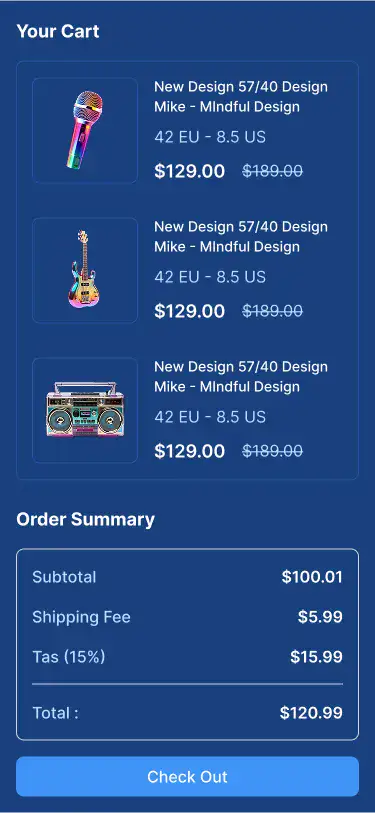 Your Cart
New Design 57/40 Design
Mike - MIndful Design
42 EU - 8.5 US
$129.00 $189.00
New Design 57/40 Design
Mike - MIndful Design
42 EU - 8.5 US
$129.00 $189.00
New Design 57/40 Design
Mike - MIndful Design
42 EU - 8.5 US
$129.00 $189.00
Order Summary
Subtotal $100.01
Shipping Fee $5.99
Tas (15%) $15.99
Total : $120.99
Check Out